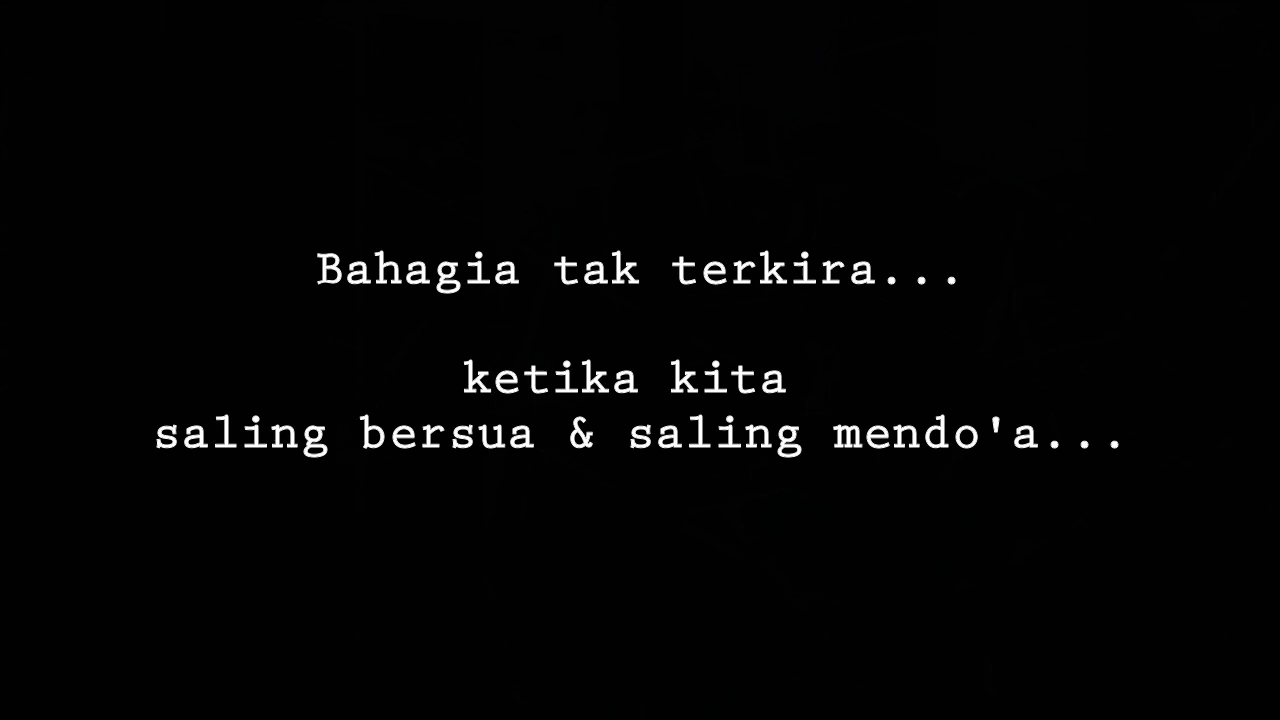 Bahagia tak terkira...
ketika kita
saling bersua & saling mendo'a...